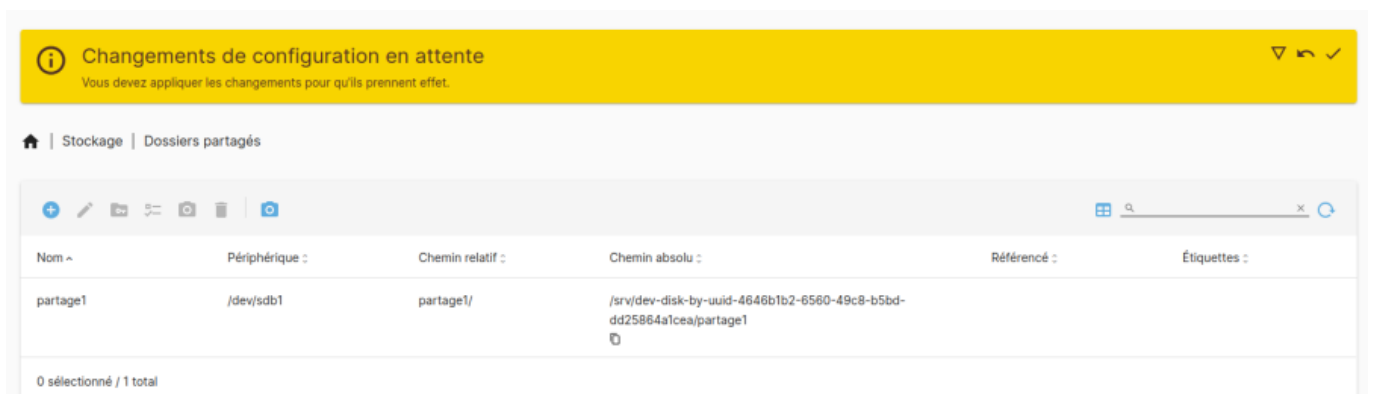 Changements de configuration en attente
Vous devez appliquer les changements pour qu'ils prennent effet.
| Stockage | Dossiers partagés
Nom Périphérique Chemin relatif Chemin absolu Référencé Étiquettes
partage1 /dev/sdb1 partage1/ /srv/dev-disk-by-uuid-4646b1b2-6560-49c8-b5bd-
dd25864a1cea/partage1
0 sélectionné / 1 total